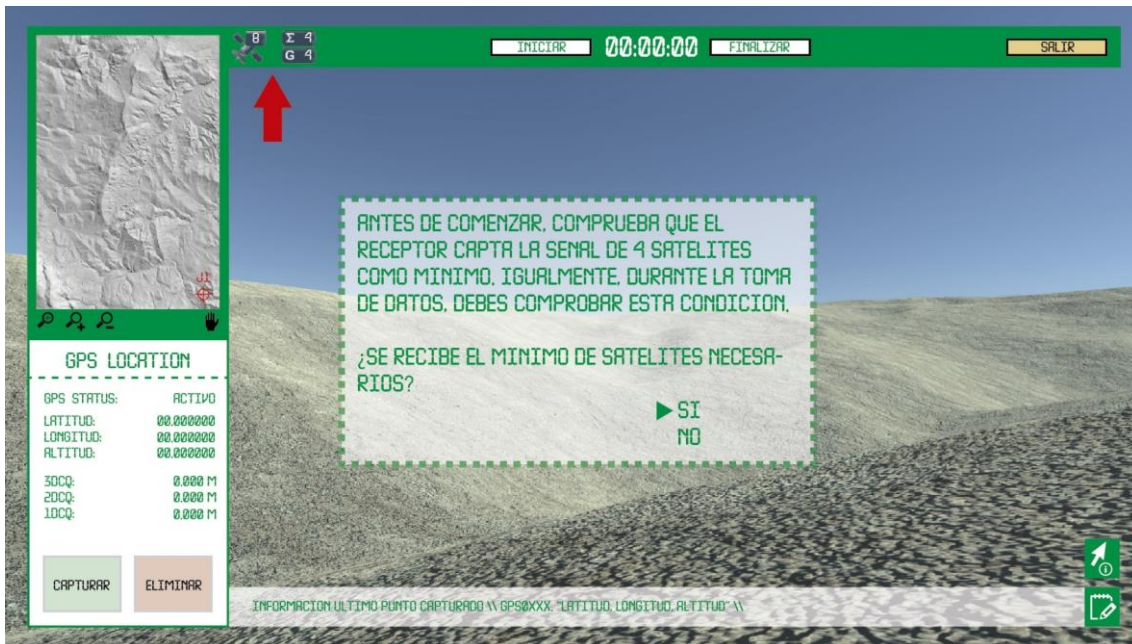 8 Σ 4
G 4
INICIAR 00:00:00 FINALIZAR
SALIR
J1
GPS LOCATION
GPS STATUS: ACTIVO
LATITUD: 00.000000
LONGITUD: 00.000000
ALTITUD: 00.000000
3DCQ: 0.000 M
2DCQ: 0.000 M
1DCQ: 0.000 M
CAPTURAR ELIMINAR
ANTES DE COMENZAR, COMPRUEBA QUE EL
RECEPTOR CAPTA LA SENAL DE 4 SATELITES
COMO MINIMO. IGUALMENTE, DURANTE LA TOMA
DE DATOS, DEBES COMPROBAR ESTA CONDICION.
¿SE RECIBE EL MINIMO DE SATELITES NECESA-
RIOS?
SI
NO
INFORMACION ULTIMO PUNTO CAPTURADO \\ GPS0XXX: "LATITUD, LONGITUD, ALTITUD" \\